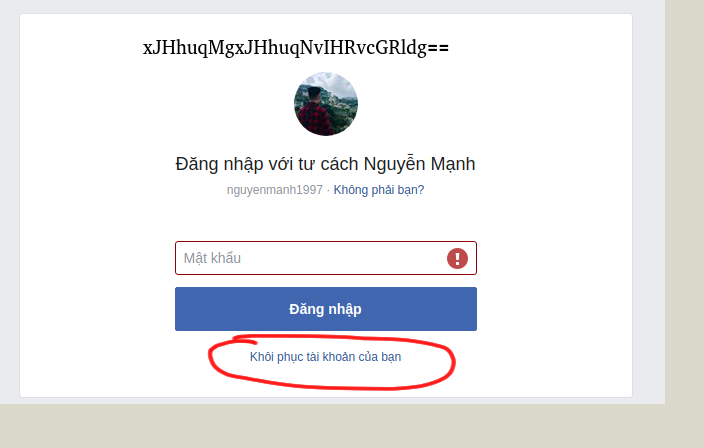 xJHhuqMgxJHhuqNvIHRvcGRldg==
Đăng nhập với tư cách Nguyễn Mạnh
nguyenmanh1997 · Không phải bạn?
Mật khẩu
Đăng nhập
Khôi phục tài khoản của bạn